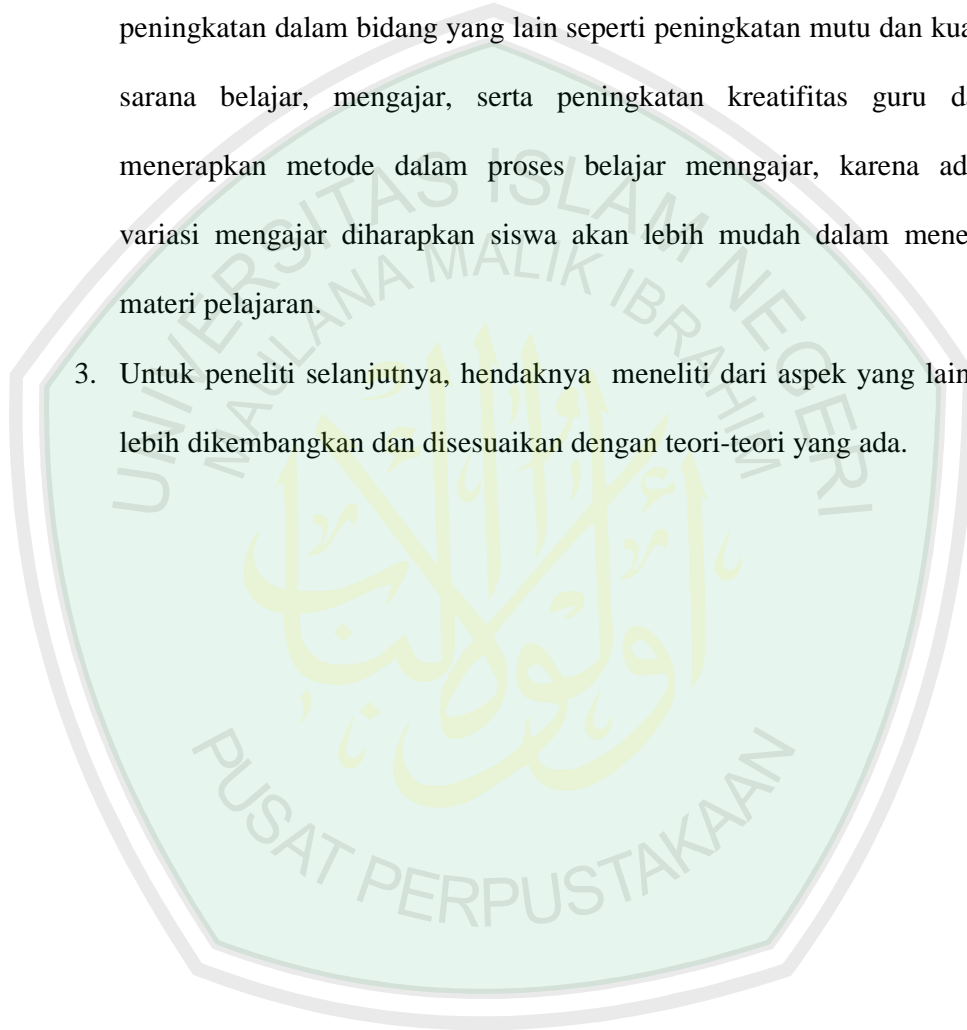 peningkatan dalam bidang yang lain seperti peningkatan mutu dan
sarana belajar, mengajar, serta peningkatan kreatifitas guru
menerapkan metode dalam proses belajar menngajar, karena
variasi mengajar diharapkan siswa akan lebih mudah dalam
materi pelajaran.
3. Untuk peneliti selanjutnya, hendaknya meneliti dari aspek yang lain
lebih dikembangkan dan disesuaikan dengan teori-teori yang ada.
UNIVERSITAS ISLAM NEGERI
MAULANA MALIK IBRAHIM
أولوا الألباب
PUSAT PERPUSTAKAAN